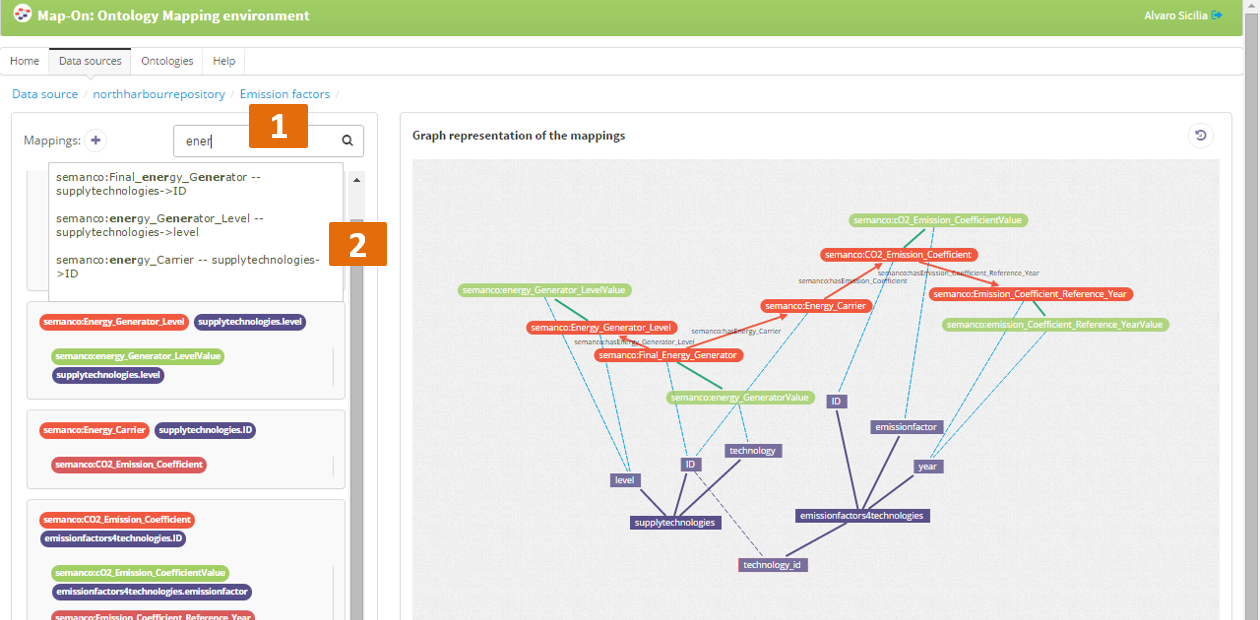 Map-On: Ontology Mapping environment
Alvaro Sicilia
Home Data sources Ontologies Help
Data source / northharbourrepository / Emission factors /
Mappings: +
ener
1
semanco:Final_energy_Generator --
supplytechnologies->ID
semanco:energy_Generator_Level --
supplytechnologies->level
semanco:energy_Carrier -- supplytechnologies-
>ID
2
semanco:Energy_Generator_Level supplytechnologies.level
semanco:energy_Generator_LevelValue
supplytechnologies.level
semanco:Energy_Carrier supplytechnologies.ID
semanco:CO2_Emission_Coefficient
semanco:CO2_Emission_Coefficient
emissionfactors4technologies.ID
semanco:cO2_Emission_CoefficientValue
emissionfactors4technologies.emissionfactor
semanco:Emission_Coefficient_Reference_Year
Graph representation of the mappings
semanco:cO2_Emission_CoefficientValue
semanco:CO2_Emission_Coefficient
semanco:hasEmission_Coefficient_Reference_Year
semanco:hasEmission_Coefficient
semanco:energy_Generator_LevelValue
semanco:Emission_Coefficient_Reference_Year
semanco:Energy_Carrier
semanco:emission_Coefficient_Reference_YearValue
semanco:Energy_Generator_Level
semanco:hasEnergy_Carrier
semanco:hasEnergy_Generator_Level
semanco:Final_Energy_Generator
semanco:energy_GeneratorValue
ID
emissionfactor
technology
ID
year
level
emissionfactors4technologies
supplytechnologies
technology_id